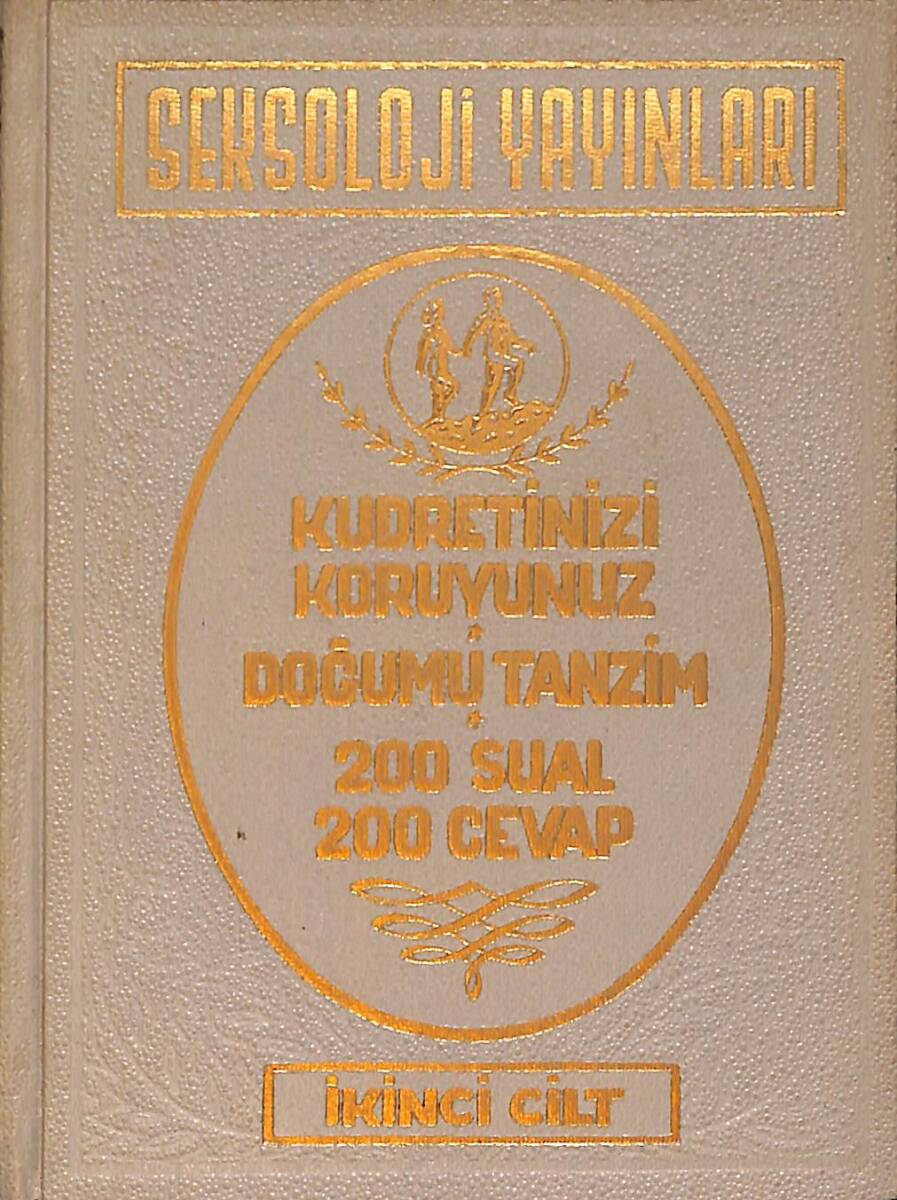 SEKSOLOJİ YAYINLARI
KUDRETİNİZİ
KORUYUNUZ
DOĞUMU TANZİM
200 SUAL
200 CEVAP
İKİNCİ CİLT